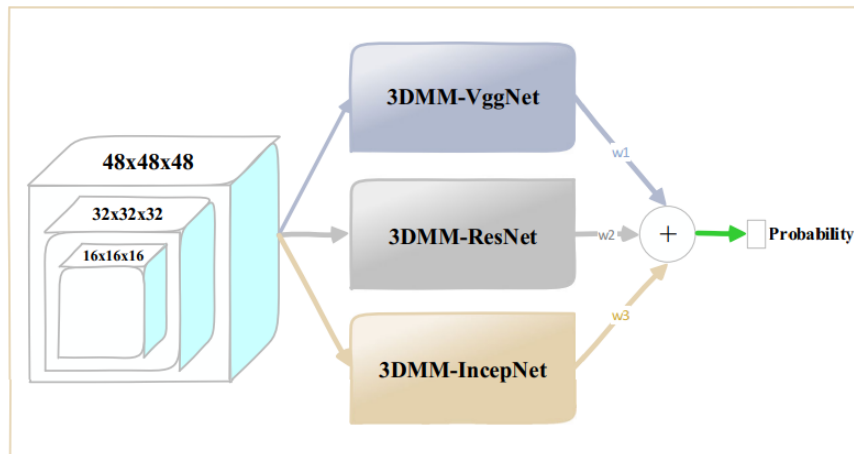 48x48x48
32x32x32
16x16x16
3DMM-VggNet
3DMM-ResNet
3DMM-IncepNet
w1
w2
w3
+
Probability